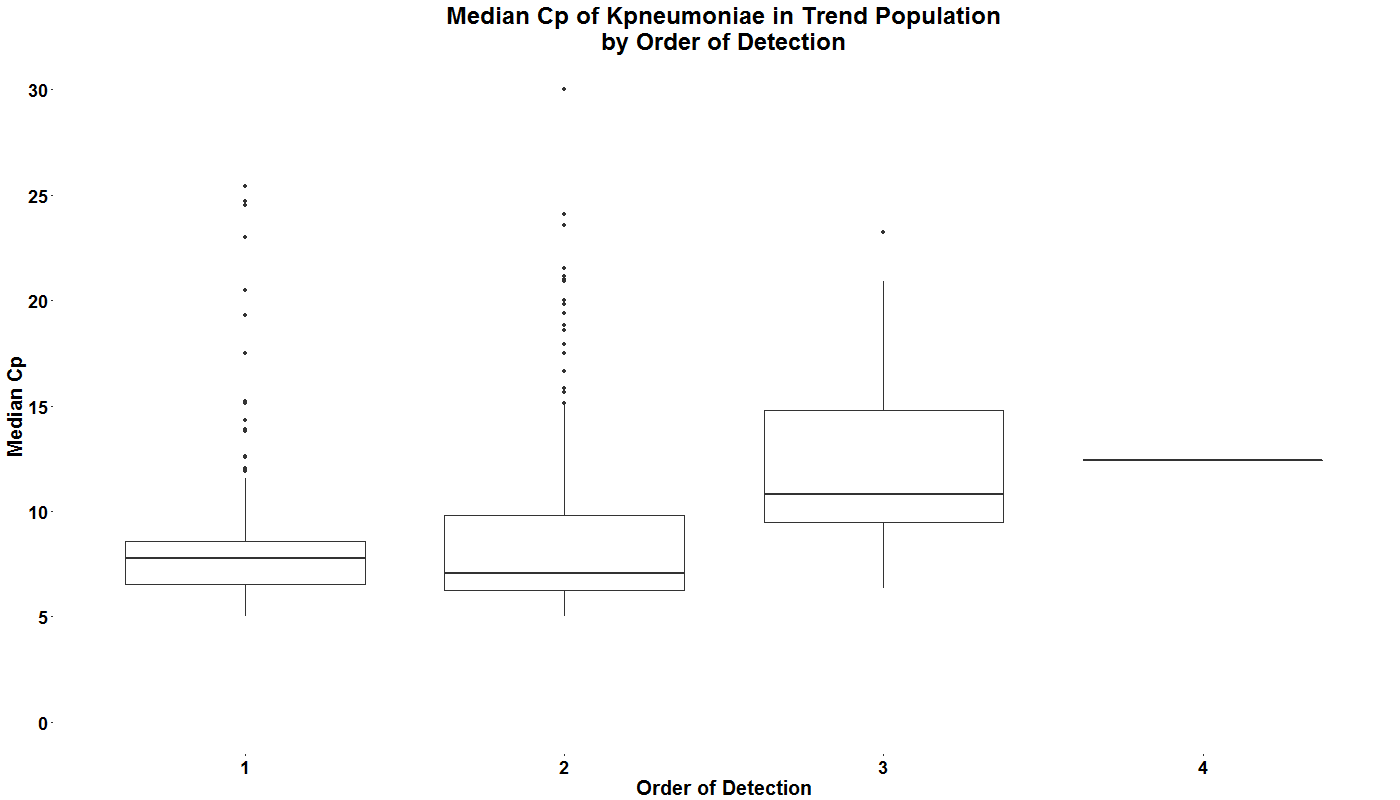 Median Cp of Kpneumoniae in Trend Population
by Order of Detection
30
25
20
15
10
5
0
Median Cp
1 2 3 4
Order of Detection